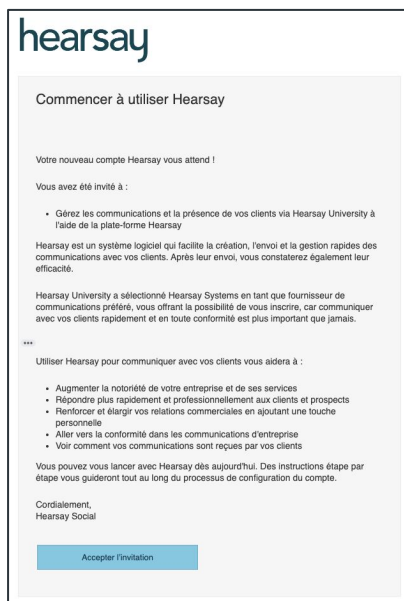 hearsay
Commencer à utiliser Hearsay
Votre nouveau compte Hearsay vous attend !
Vous avez été invité à :
• Gérez les communications et la présence de vos clients via Hearsay University à
l'aide de la plate-forme Hearsay
Hearsay est un système logiciel qui facilite la création, l'envoi et la gestion rapides des
communications avec vos clients. Après leur envoi, vous constaterez également leur
efficacité.
Hearsay University a sélectionné Hearsay Systems en tant que fournisseur de
communications préféré, vous offrant la possibilité de vous inscrire, car communiquer
avec vos clients rapidement et en toute conformité est plus important que jamais.
•••
Utiliser Hearsay pour communiquer avec vos clients vous aidera à :
• Augmenter la notoriété de votre entreprise et de ses services
• Répondre plus rapidement et professionnellement aux clients et prospects
• Renforcer et élargir vos relations commerciales en ajoutant une touche
personnelle
• Aller vers la conformité dans les communications d'entreprise
• Voir comment vos communications sont reçues par vos clients
Vous pouvez vous lancer avec Hearsay dès aujourd'hui. Des instructions étape par
étape vous guideront tout au long du processus de configuration du compte.
Cordialement,
Hearsay Social
Accepter l'invitation